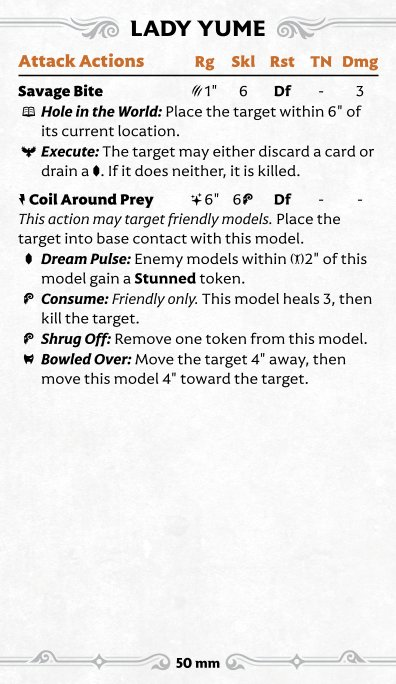 LADY YUME
Attack Actions Rg Skl Rst TN Dmg
Savage Bite 1" 6 Df - 3
Hole in the World: Place the target within 6" of
its current location.
Execute: The target may either discard a card or
drain a . If it does neither, it is killed.
Coil Around Prey 6" 6 Df - -
This action may target friendly models. Place the
target into base contact with this model.
Dream Pulse: Enemy models within 2" of this
model gain a Stunned token.
Consume: Friendly only. This model heals 3, then
kill the target.
Shrug Off: Remove one token from this model.
Bowled Over: Move the target 4" away, then
move this model 4" toward the target.
50 mm